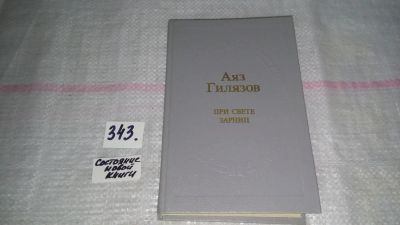 Аяз
Гилязов
ПРИ СВЕТЕ
ЗАРНИЦ
343.
Состояние
новой
книги